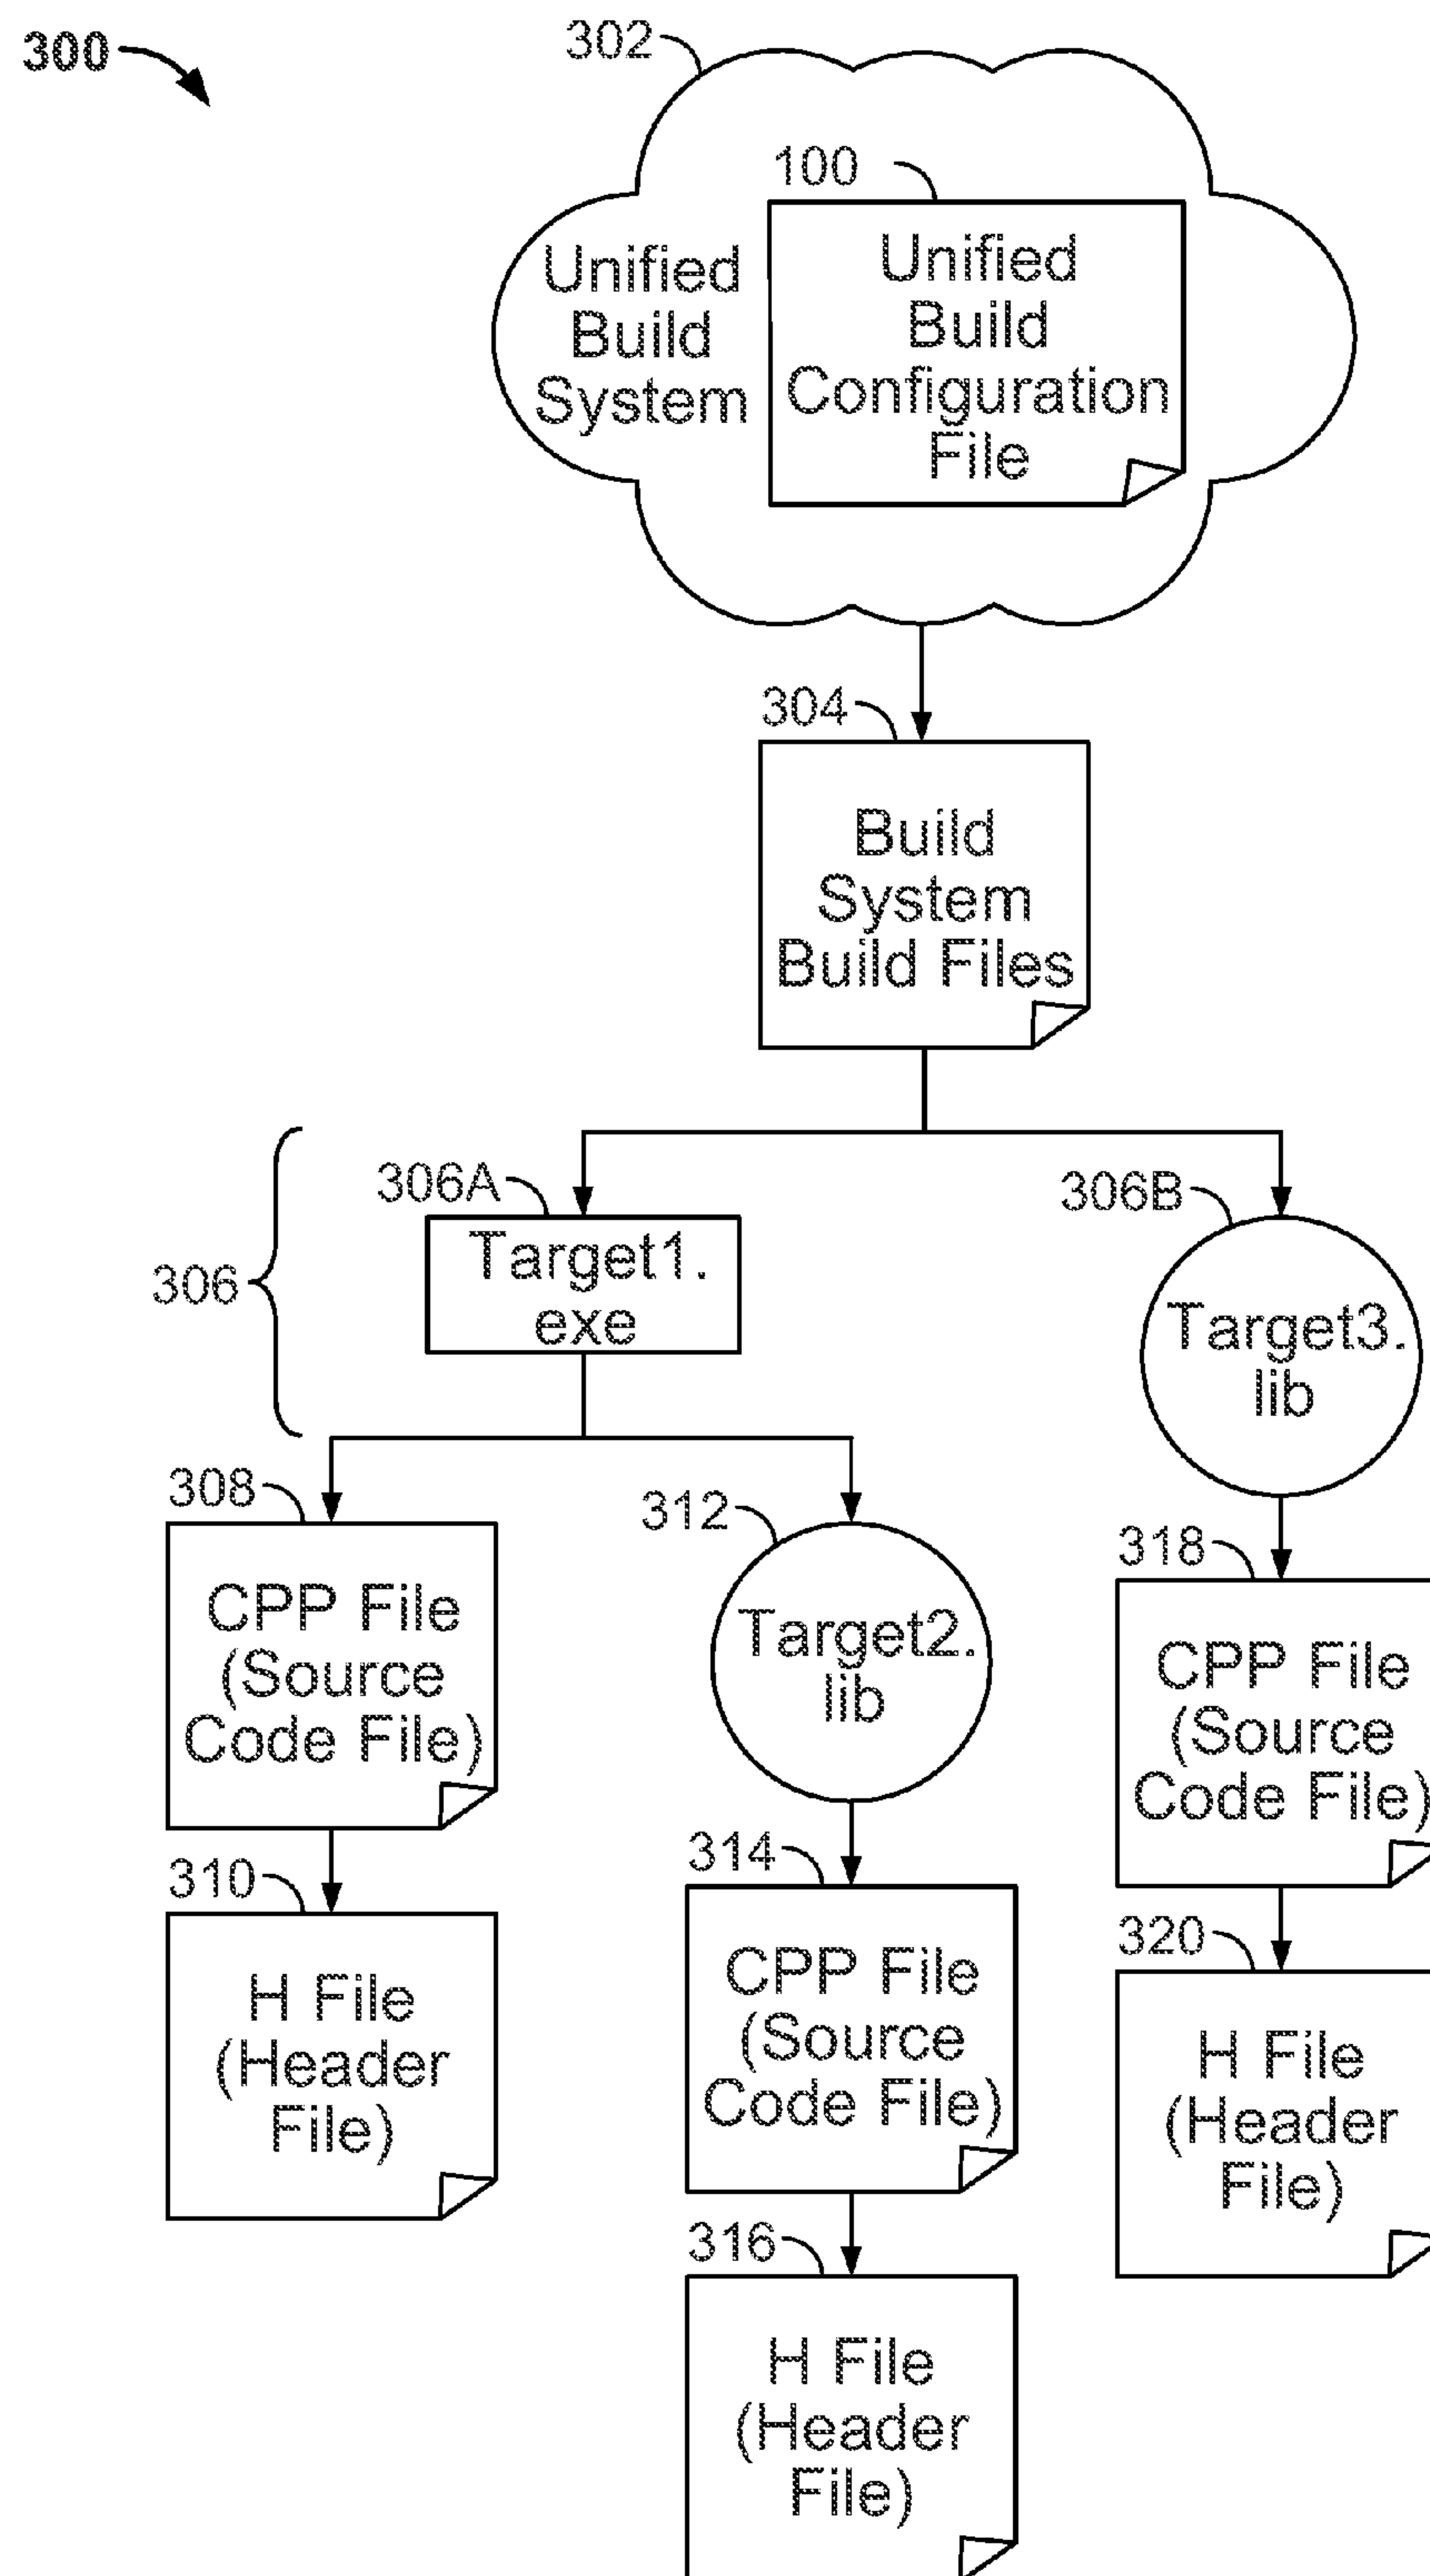 300
302
100
Unified
Build
System
Unified
Build
Configuration
File
304
Build
System
Build Files
306
306A
Target1.
exe
306B
Target3.
lib
308
CPP File
(Source
Code File)
312
Target2.
lib
318
CPP File
(Source
Code File)
310
H File
(Header
File)
314
CPP File
(Source
Code File)
320
H File
(Header
File)
316
H File
(Header
File)